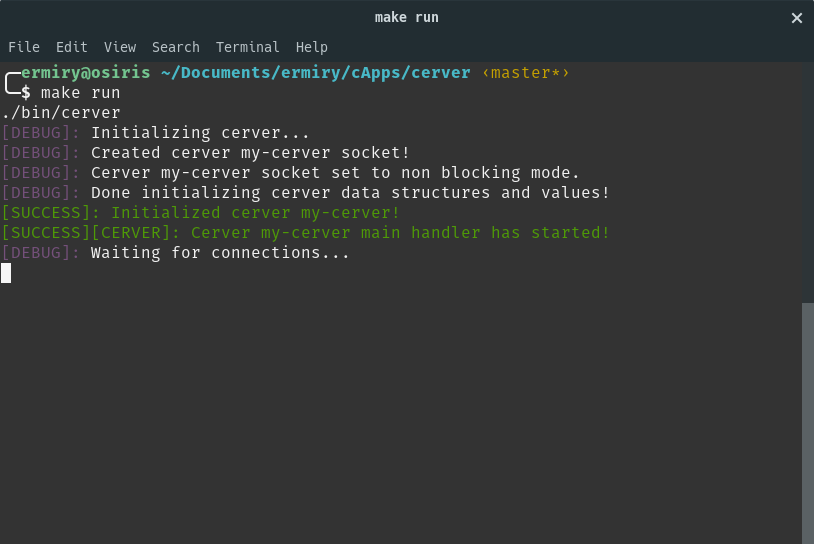 make run
File Edit View Search Terminal Help
ermiry@osiris ~/Documents/ermiry/cApps/cerver ‹master*›
$ make run
./bin/cerver
[DEBUG]: Initializing cerver...
[DEBUG]: Created cerver my-cerver socket!
[DEBUG]: Cerver my-cerver socket set to non blocking mode.
[DEBUG]: Done initializing cerver data structures and values!
[SUCCESS]: Initialized cerver my-cerver!
[SUCCESS][CERVER]: Cerver my-cerver main handler has started!
[DEBUG]: Waiting for connections...